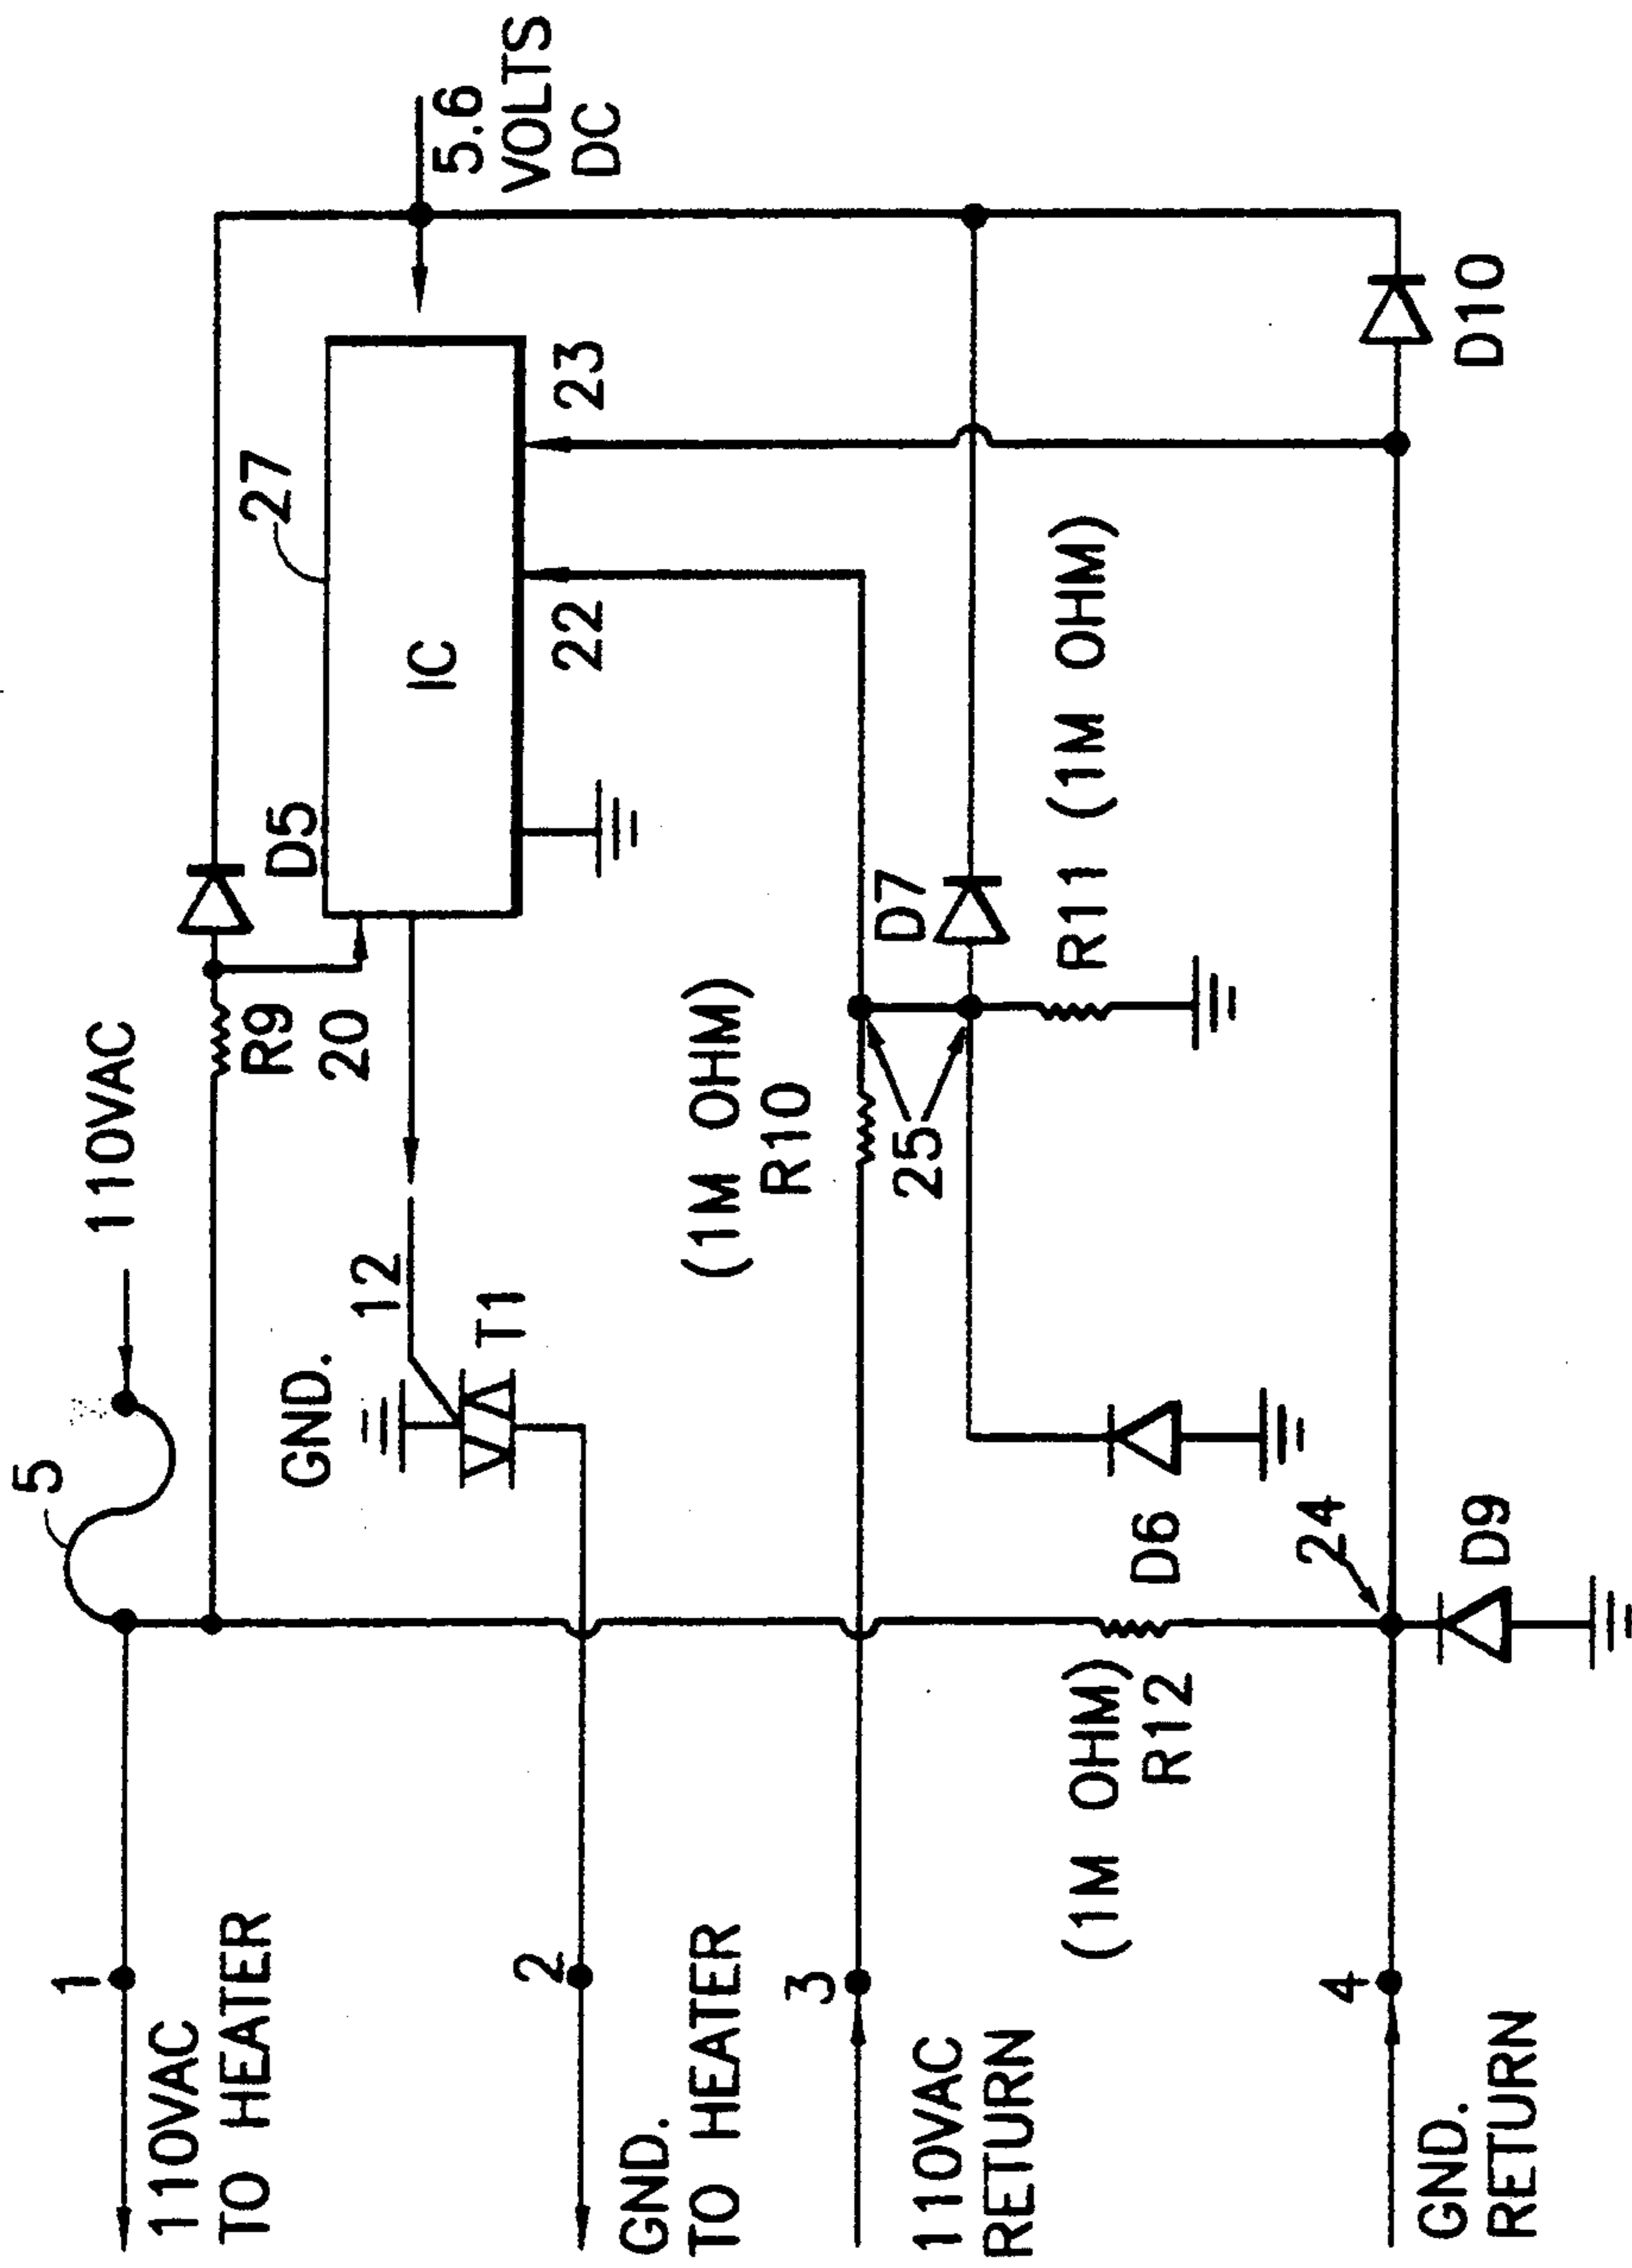 1
110VAC
TO HEATER
5
110VAC
R9
20
D5
27
5.6
VOLTS
DC
GND.
12
T1
IC
22
23
2
GND.
TO HEATER
(1M OHM)
R10
3
110VAC
RETURN
25
D7
R11 (1M OHM)
(1M OHM)
R12
D6
24
4
GND.
RETURN
D9
D10